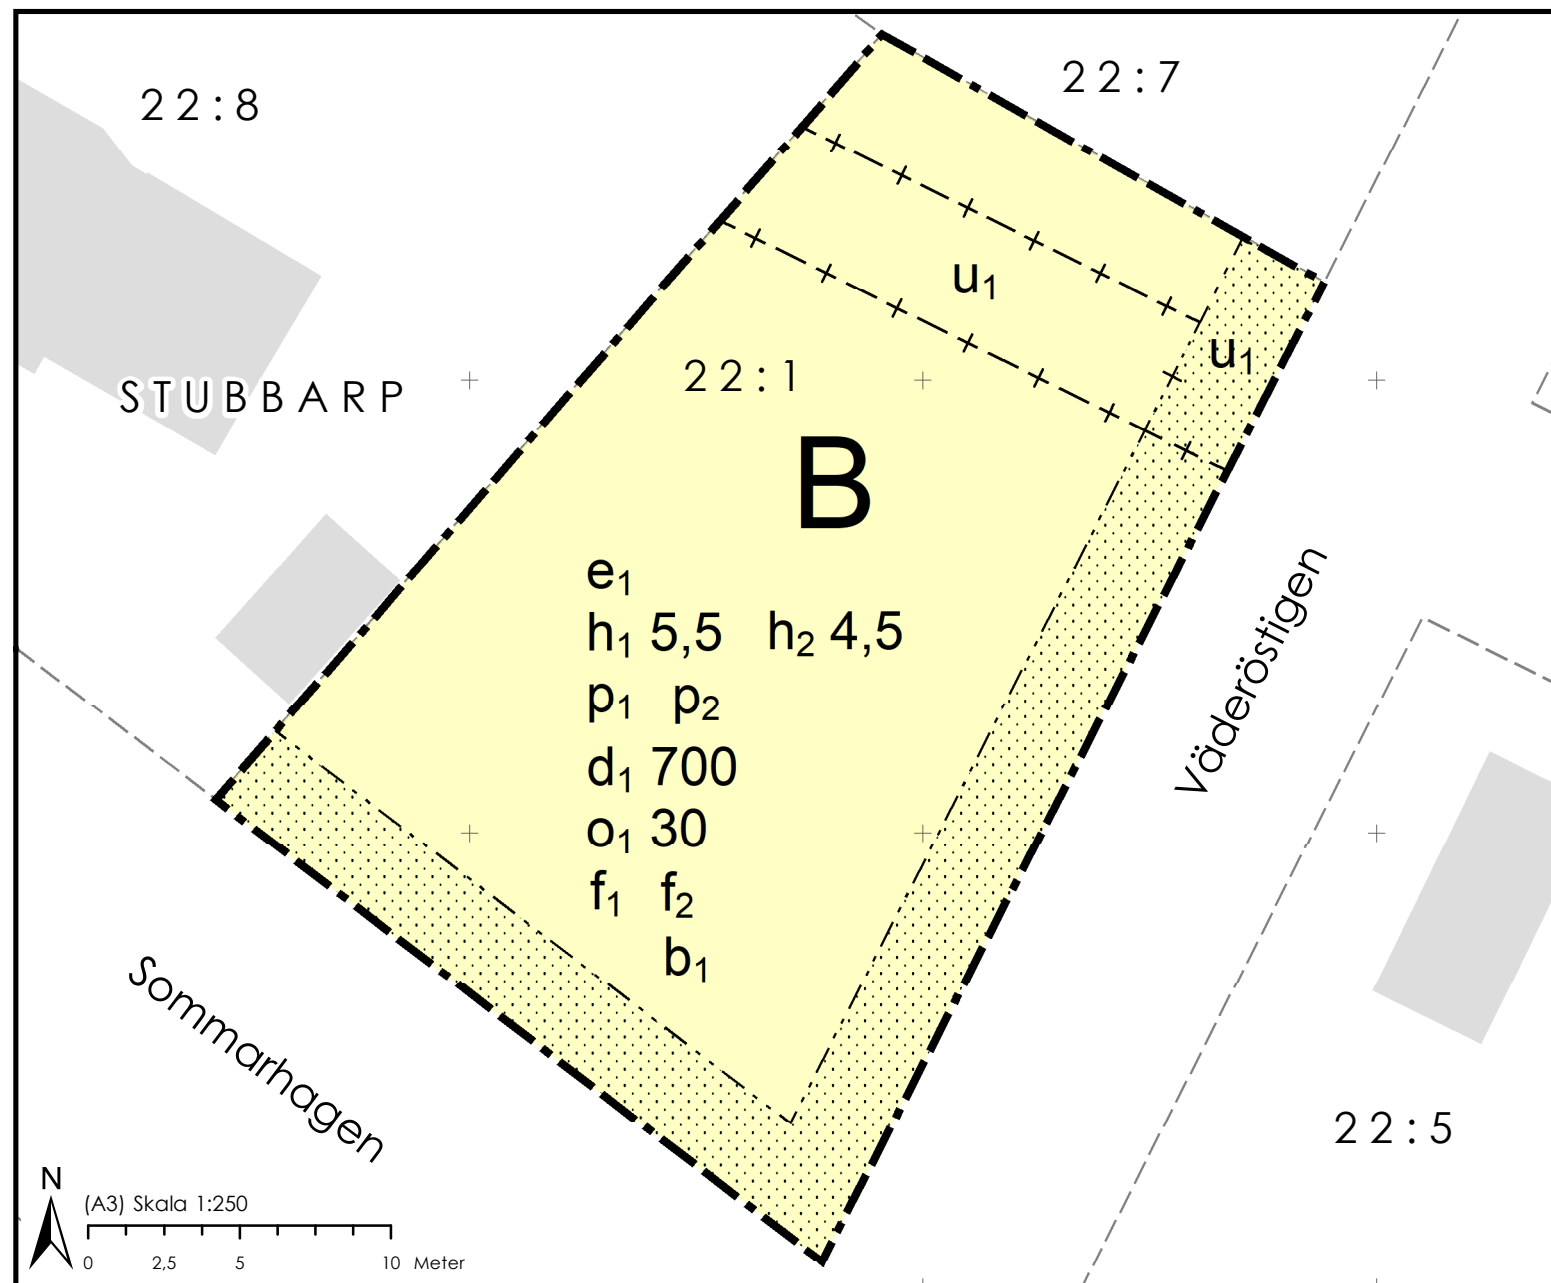 22:7
22:8
u1
u1
22:1
STUBBARP
B
e1
h1 5,5 h2 4,5
p1 p2
d1 700
o1 30
f1 f2
b1
Väderöstigen
Sommarhagen
22:5
N
(A3) Skala 1:250
0 2,5 5 10 Meter